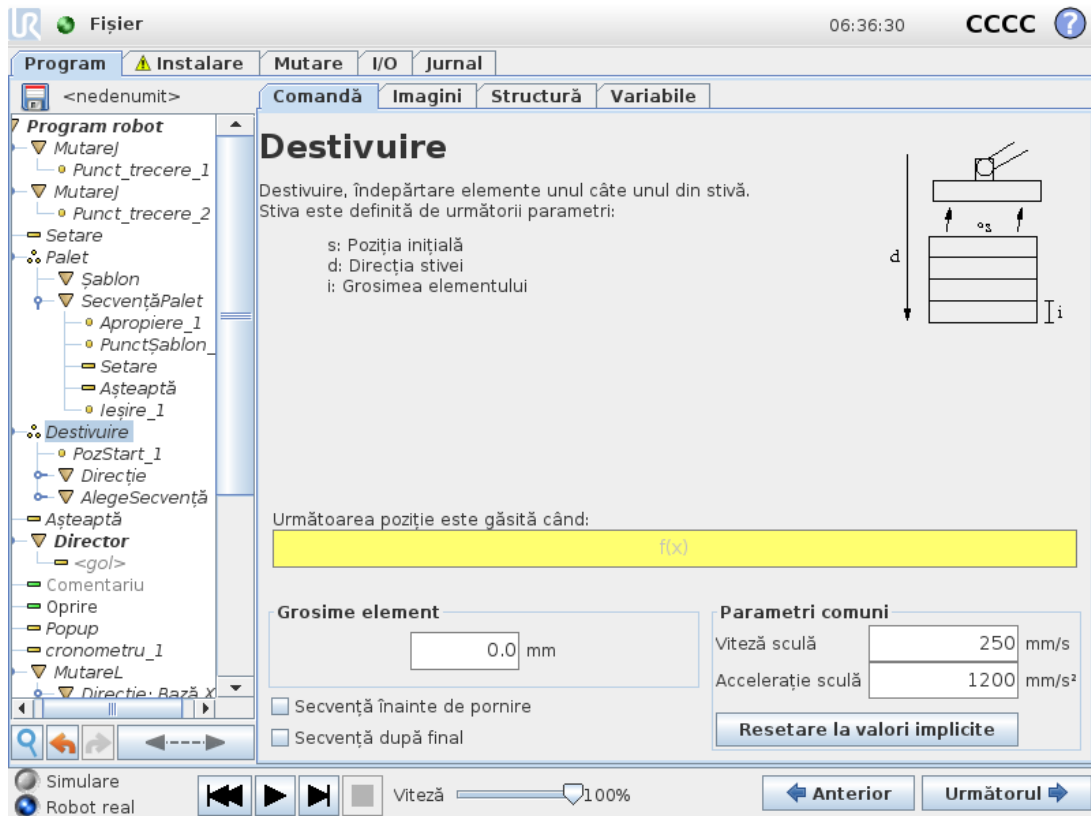 UR Fișier 06:36:30 CCCC ?
Program Instalare Mutare I/O Jurnal
<nedenumit> Comandă Imagini Structură Variabile
Program robot
MutareJ
Punct_trecere_1
MutareJ
Punct_trecere_2
Setare
Palet
Șablon
SecvențăPalet
Apropiere_1
PunctȘablon_
Setare
Așteaptă
Ieșire_1
Destivuire
PozStart_1
Direcție
AlegeSecvență
Așteaptă
Director
<gol>
Comentariu
Oprire
Popup
cronometru_1
MutareL
Direcție: Bază X
Destivuire
Destivuire, îndepărtare elemente unul câte unul din stivă.
Stiva este definită de următorii parametri:
s: Poziția inițială
d: Direcția stivei
i: Grosimea elementului
s
d
i
Următoarea poziție este găsită când:
f(x)
Grosime element
0.0 mm
Secvență înainte de pornire
Secvență după final
Parametri comuni
Viteză sculă 250 mm/s
Accelerație sculă 1200 mm/s²
Resetare la valori implicite
Simulare
Robot real
Viteză 100%
Anterior Următorul